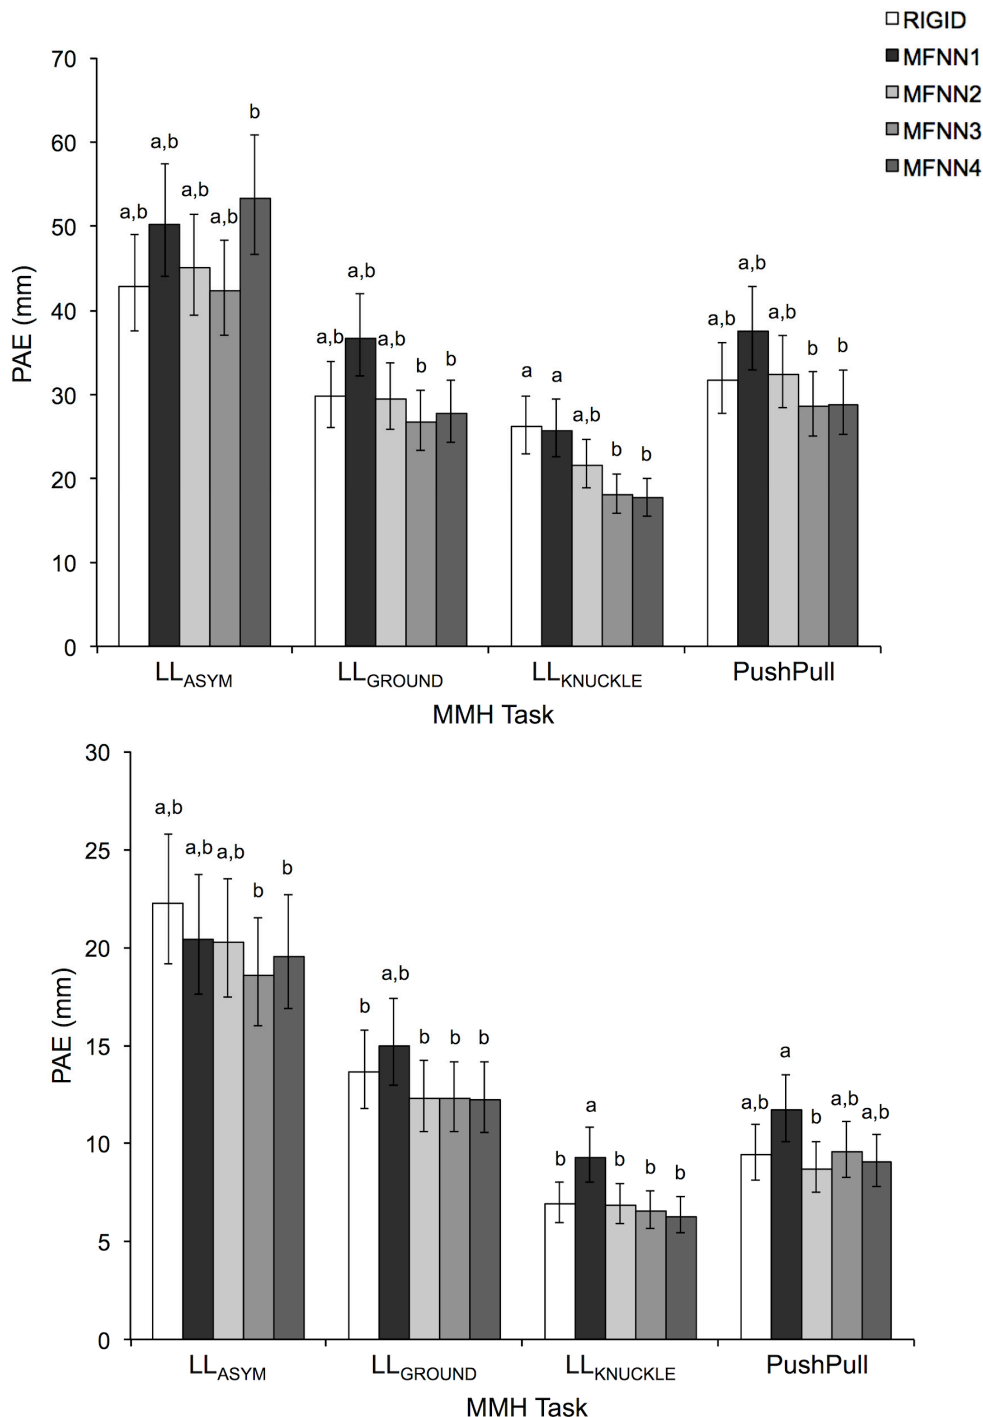 RIGID
MFNN1
MFNN2
MFNN3
MFNN4
70
60
50
40
30
20
10
0
PAE (mm)
a,b a,b a,b a,b b
a,b a,b a,b b b
a a a,b b b
a,b a,b a,b b b
LLASYM LLGROUND LLKNUCKLE PushPull
MMH Task
30
25
20
15
10
5
0
PAE (mm)
a,b a,b a,b b b
b a,b b b b
b a b b b
a,b a b a,b a,b
LLASYM LLGROUND LLKNUCKLE PushPull
MMH Task